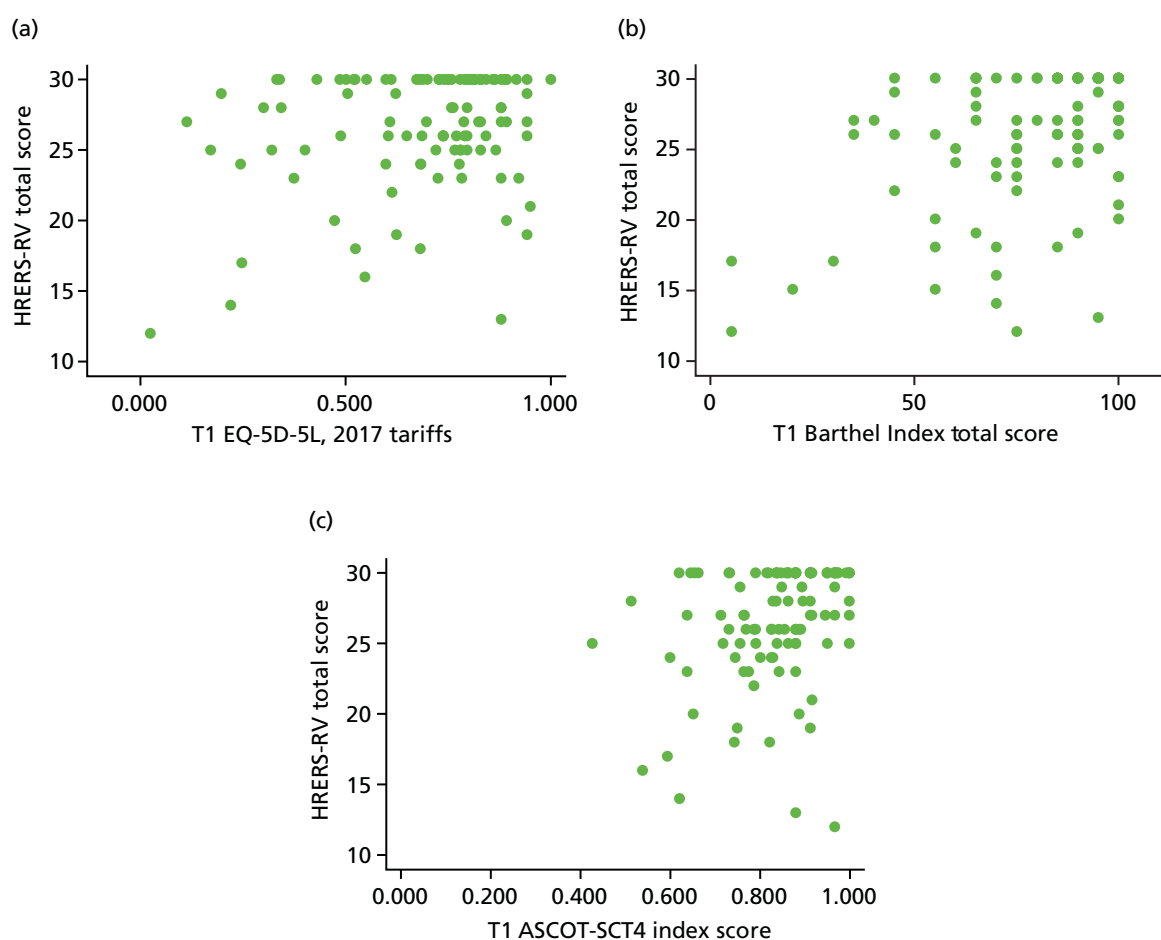 (a)
HRERS-RV total score
30
25
20
15
10
0.000 0.500 1.000
T1 EQ-5D-5L, 2017 tariffs
(b)
HRERS-RV total score
30
25
20
15
10
0 50 100
T1 Barthel Index total score
(c)
HRERS-RV total score
30
25
20
15
10
0.000 0.200 0.400 0.600 0.800 1.000
T1 ASCOT-SCT4 index score